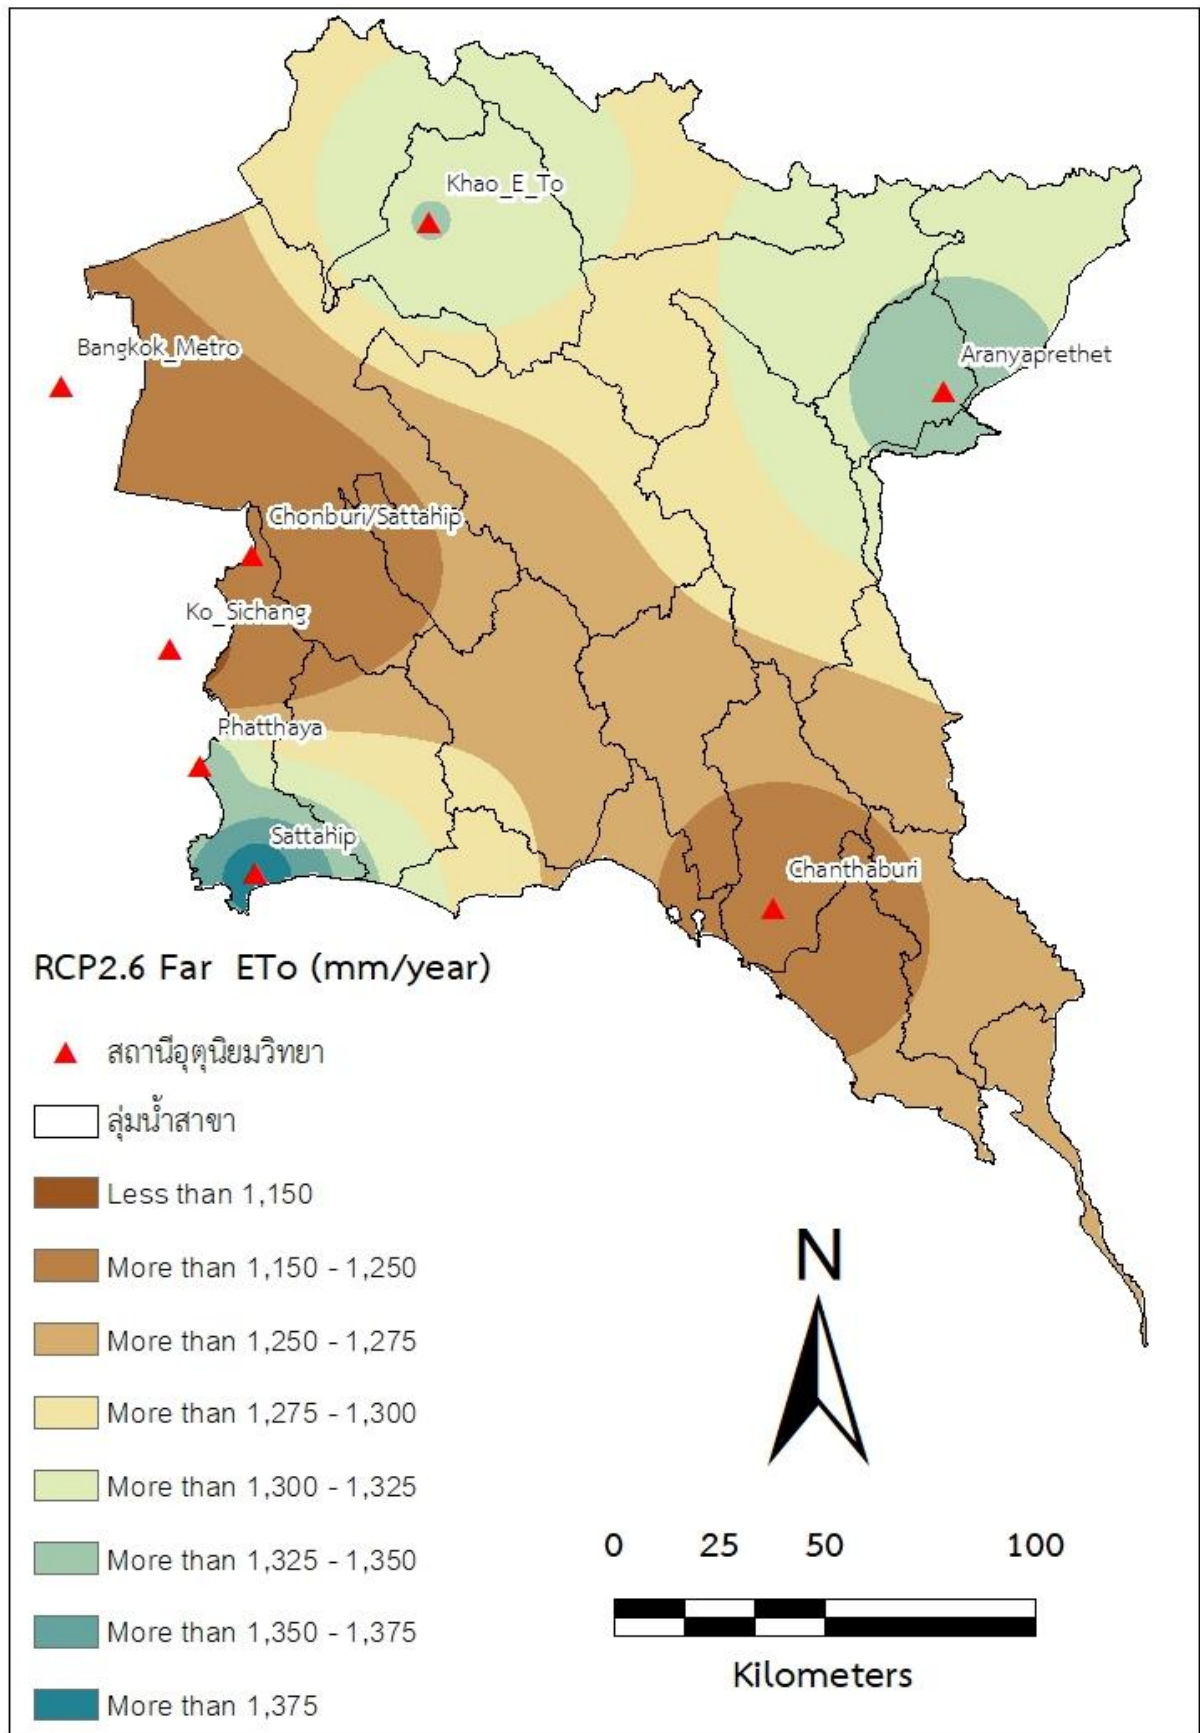 Khao_E_To
Bangkok_Metro
Aranyaprethet
Chonburi/Sattahip
Ko_Sichang
Phatthaya
Sattahip
Chanthaburi
RCP2.6 Far ETo (mm/year)
สถานีอุตุนิยมวิทยา
ลุ่มน้ำสาขา
Less than 1,150
More than 1,150 - 1,250
More than 1,250 - 1,275
More than 1,275 - 1,300
More than 1,300 - 1,325
More than 1,325 - 1,350
More than 1,350 - 1,375
More than 1,375
N
0 25 50 100
Kilometers